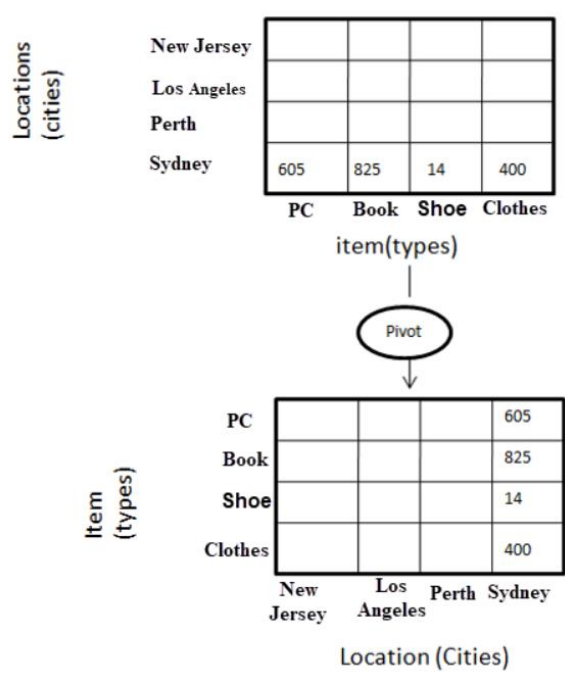 Locations
(cities)
New Jersey
Los Angeles
Perth
Sydney 605 825 14 400
PC Book Shoe Clothes
item(types)
Pivot
Item
(types)
PC 605
Book 825
Shoe 14
Clothes 400
New Los Perth Sydney
Jersey Angeles
Location (Cities)